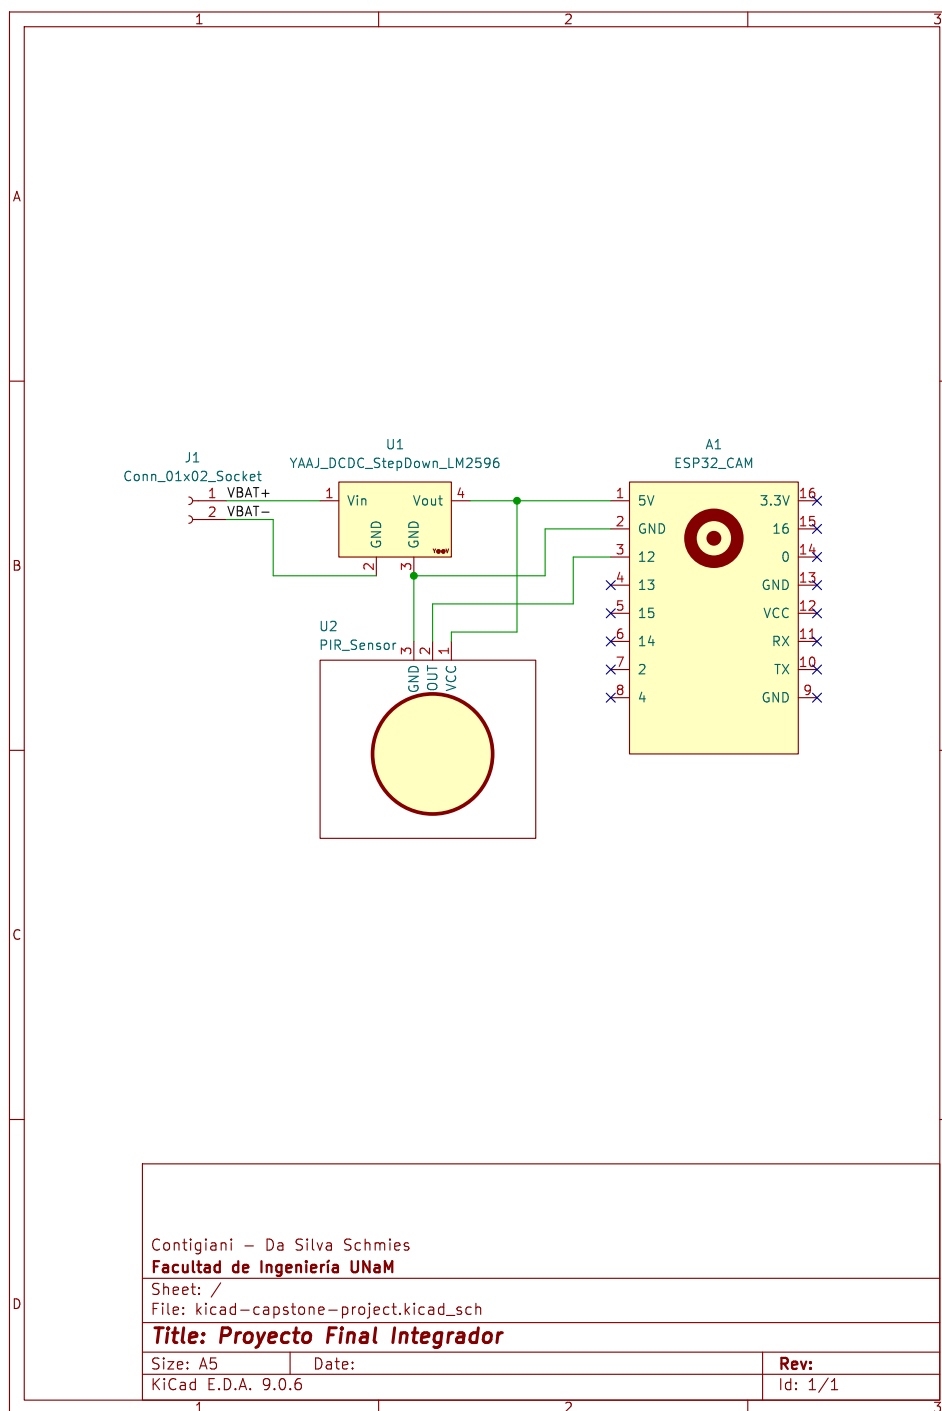 1 2 3
A
B
C
D
J1
Conn_01x02_Socket
1 VBAT+
2 VBAT-
U1
YAAJ_DCDC_StepDown_LM2596
1 Vin Vout 4
GND GND
2 3
A1
ESP32_CAM
1 5V 3.3V 16
2 GND 16 15
3 12 0 14
4 13 GND 13
5 15 VCC 12
6 14 RX 11
7 2 TX 10
8 4 GND 9
U2
PIR_Sensor
3 2 1
GND OUT VCC
Contigiani - Da Silva Schmies
Facultad de Ingeniería UNaM
Sheet: /
File: kicad-capstone-project.kicad_sch
Title: Proyecto Final Integrador
Size: A5 Date: Rev:
KiCad E.D.A. 9.0.6 Id: 1/1
1 2 3